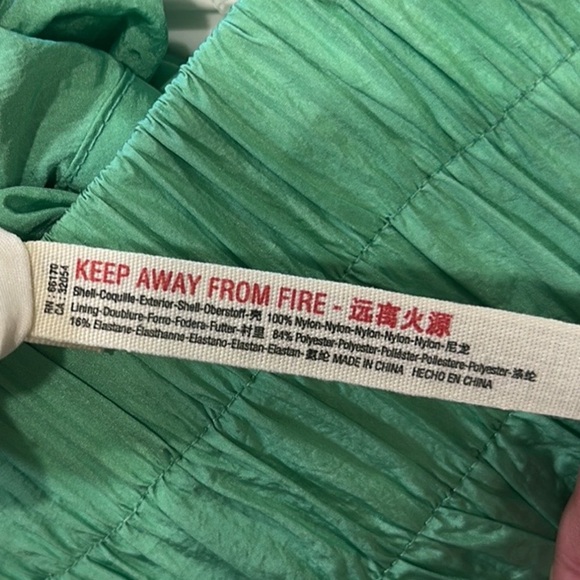 RN : 66170
CA : 32054
KEEP AWAY FROM FIRE - 远离火源
Shell-Coquille-Exterior-Shell-Oberstoff-壳 100% Nylon-Nylon-Nylon-Nylon-Nylon-尼龙
Lining-Doublure-Forro-Fodera-Futter-衬里 84% Polyester-Polyester-Poliéster-Poliestere-Polyester-涤纶
16% Elastane-Élasthanne-Elastano-Elastan-Elastan-氨纶 MADE IN CHINA HECHO EN CHINA